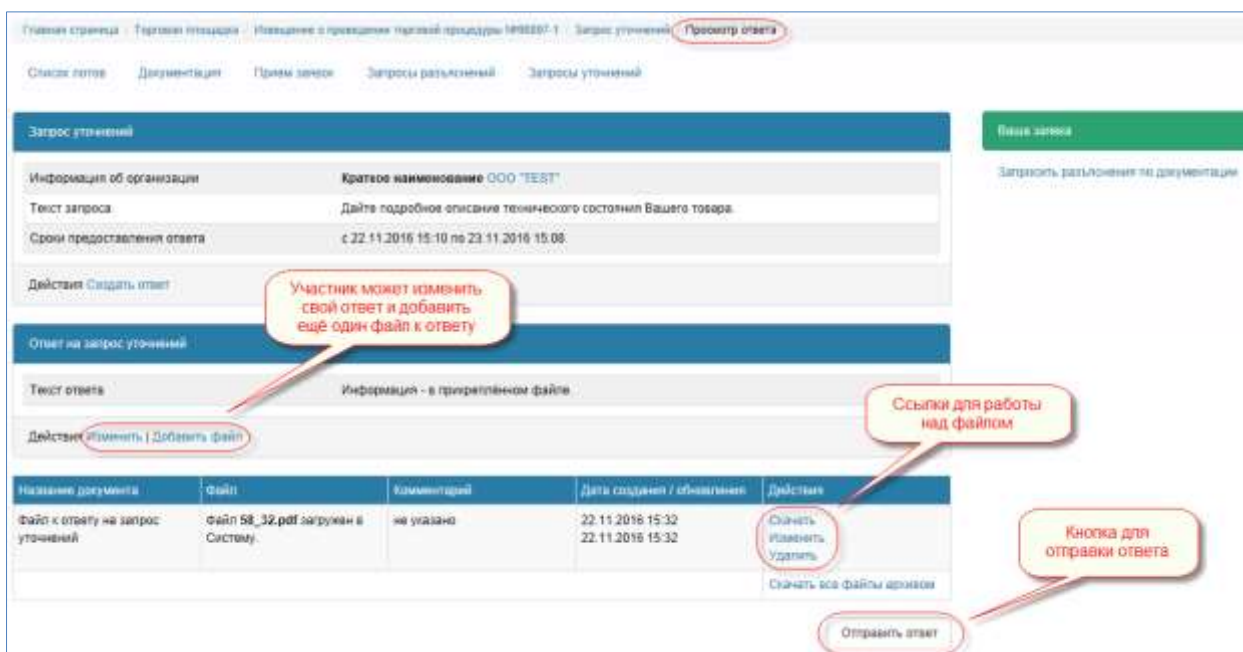 Главная страница Торговая площадка Извещение о проведении торговой процедуры Запрос уточнений Просмотр ответа
Список лотов Документация Прием заявок Запросы разъяснений Запросы уточнений
Запрос уточнений
Ваша заявка
Информация об организации Краткое наименование ООО "TEST"
Запросить разъяснения по документации
Текст запроса Дайте подробное описание технического состояния Вашего товара.
Сроки предоставления ответа с 22.11.2016 15:10 по 23.11.2016 15:08
Действия Создать ответ
Участник может изменить
свой ответ и добавить
ещё один файл к ответу
Ответ на запрос уточнений
Текст ответа Информация - в прикреплённом файле.
Ссылки для работы
над файлом
Действия Изменить | Добавить файл
Название документа Файл Комментарий Дата создания / обновления Действия
Файл к ответу на запрос
уточнений
Файл 58_32.pdf загружен в
Систему.
не указано
22.11.2016 15:32
22.11.2016 15:32
Скачать
Изменить
Удалить
Скачать все файлы архивом
Кнопка для
отправки ответа
Отправить ответ